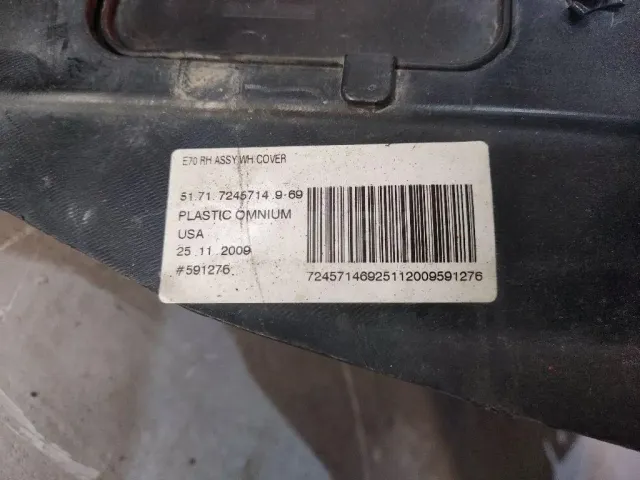 E70 RH ASSY WH COVER
51.71.7245714.9-69
PLASTIC OMNIUM
USA
25.11.2009
#591276
72457146925112009591276